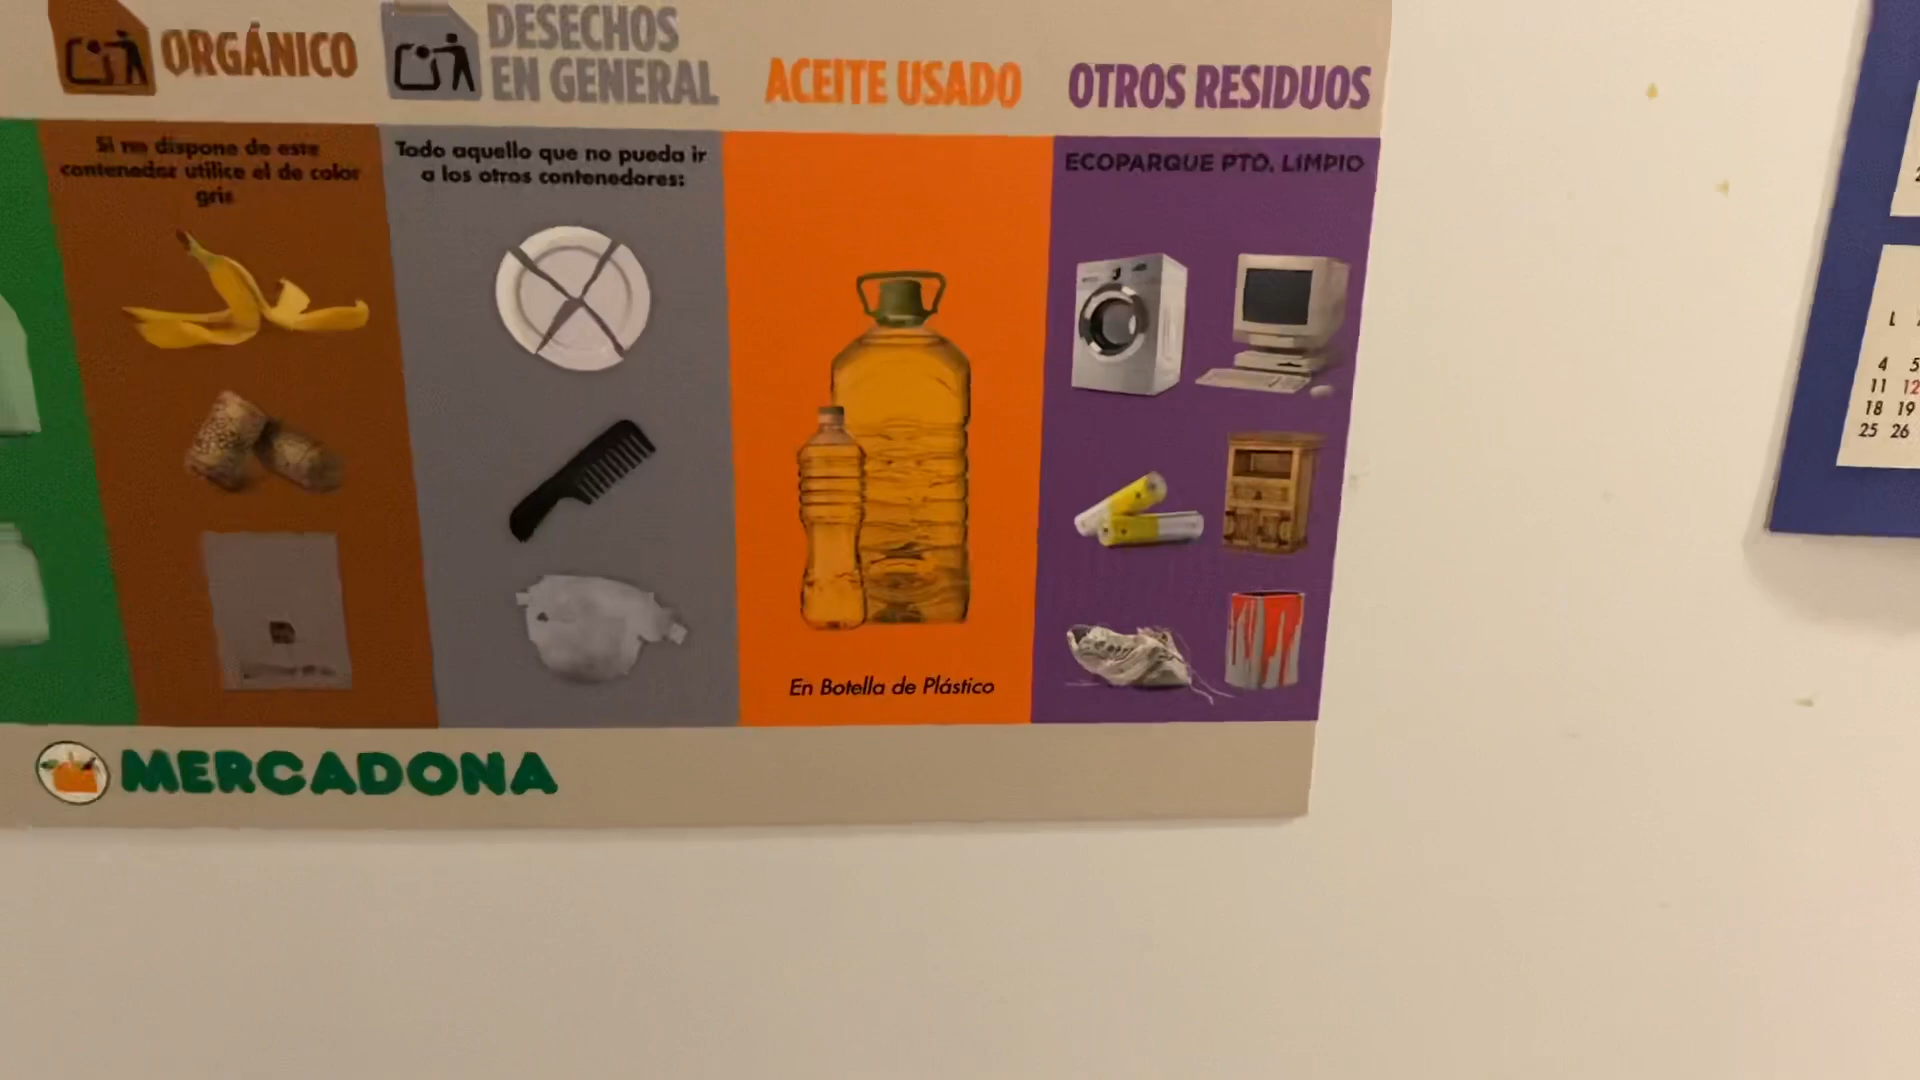 ORGÁNICO
DESECHOS
EN GENERAL
ACEITE USADO
OTROS RESIDUOS
Si no dispone de este
contenedor utilice el de color
gris
Todo aquello que no pueda ir
a los otros contenedores:
ECOPARQUE PTO. LIMPIO
En Botella de Plástico
MERCADONA
L
4 5
11 12
18 19
25 26